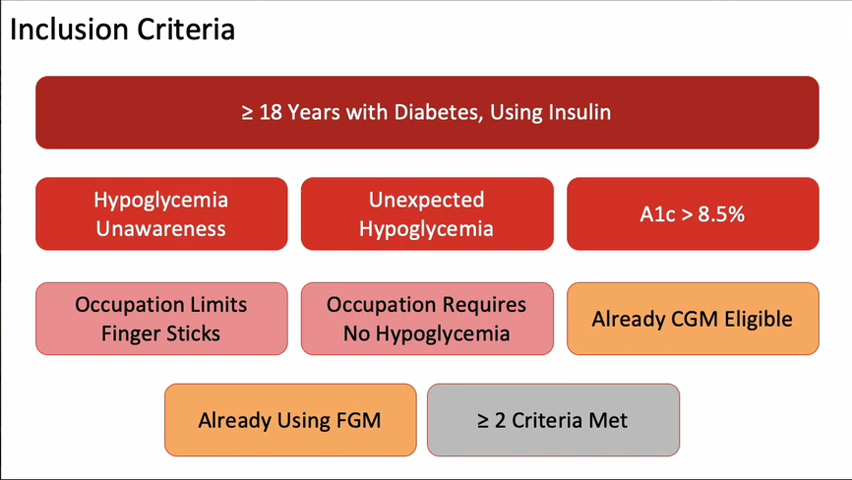 Inclusion Criteria
≥ 18 Years with Diabetes, Using Insulin
Hypoglycemia
Unawareness
Unexpected
Hypoglycemia
A1c > 8.5%
Occupation Limits
Finger Sticks
Occupation Requires
No Hypoglycemia
Already CGM Eligible
Already Using FGM
≥ 2 Criteria Met